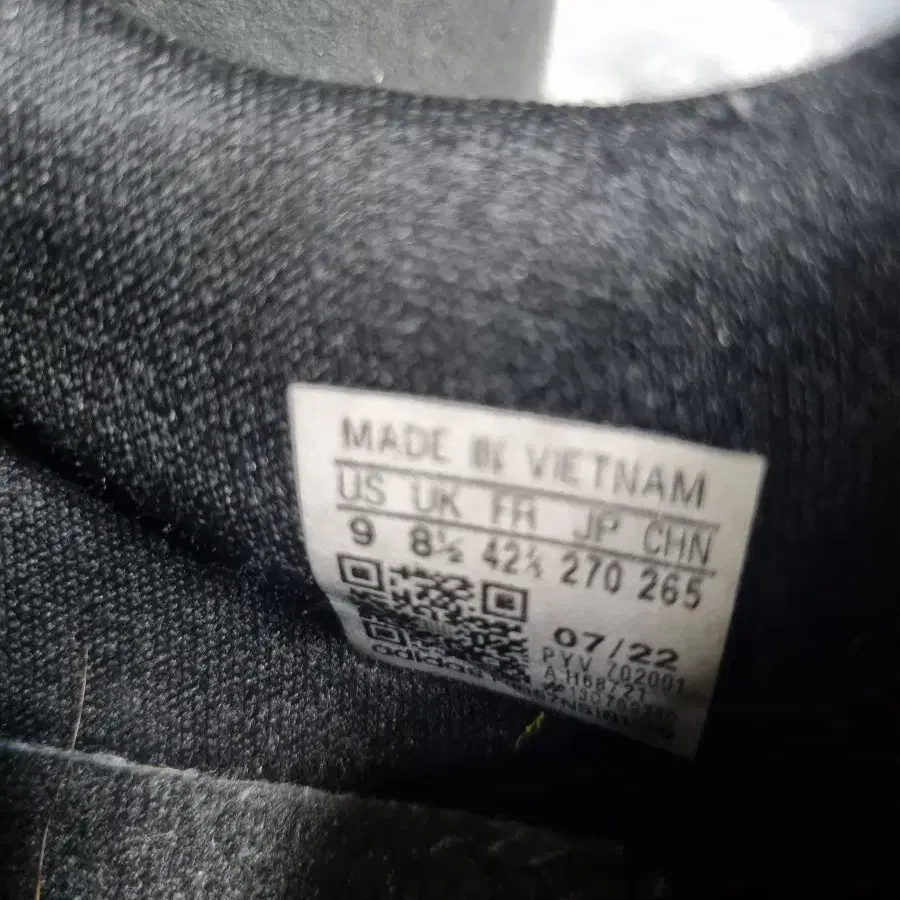 MADE IN VIETNAM
US UK FR JP CHN
9 8½ 42⅔ 270 265
07/22
PYV 702001
adidas